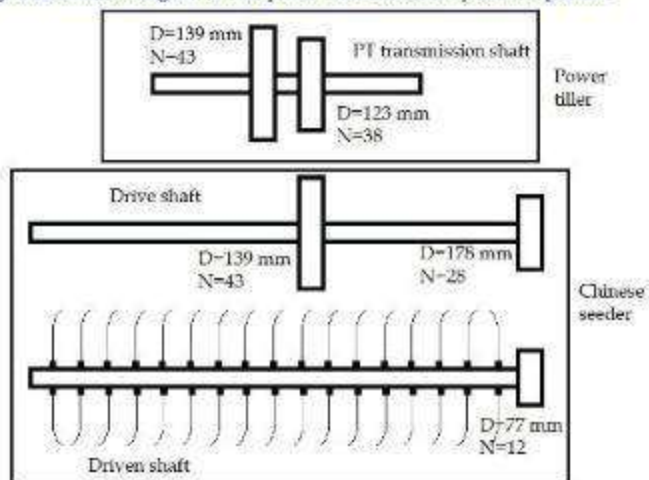 D=139 mm
N=43
PT transmission shaft
Power
tiller
D=123 mm
N=38
Drive shaft
D=139 mm
N=43
D=178 mm
N=28
Chinese
seeder
D=77 mm
N=12
Driven shaft